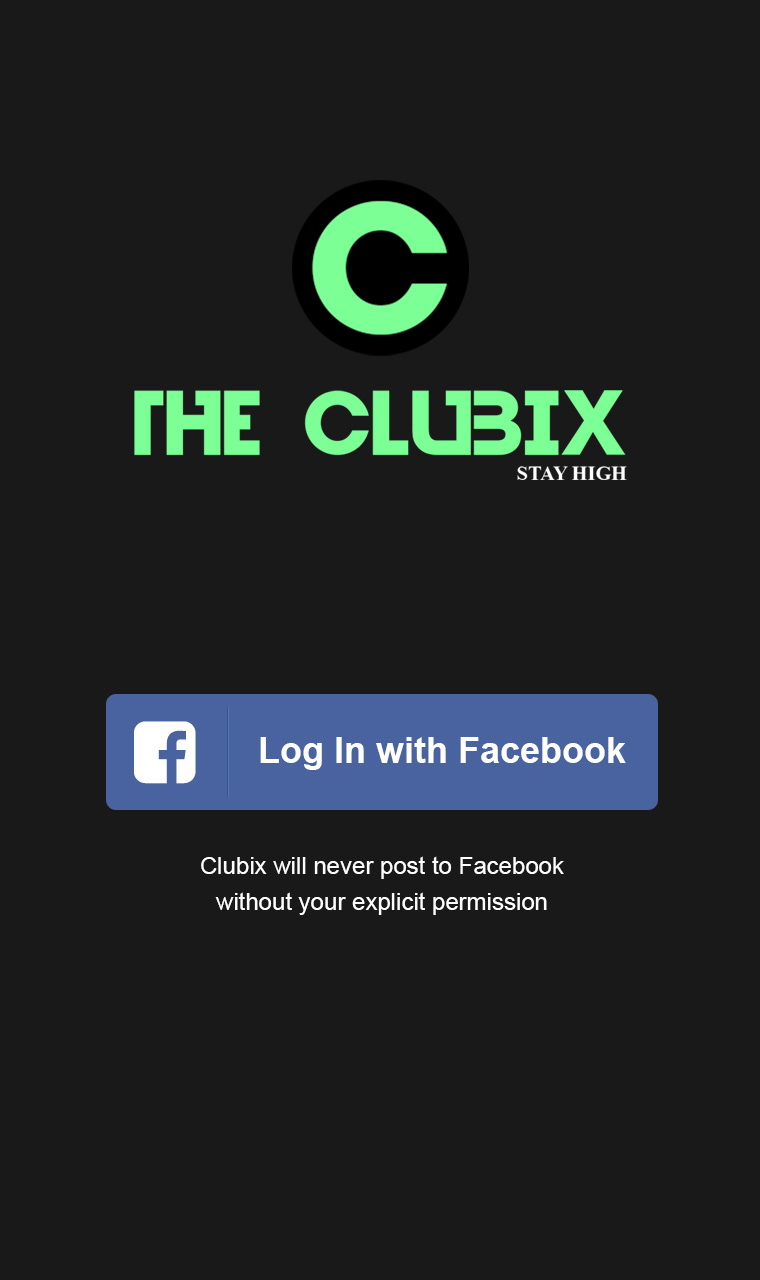 C
THE CLUBIX
STAY HIGH
Log In with Facebook
Clubix will never post to Facebook
without your explicit permission